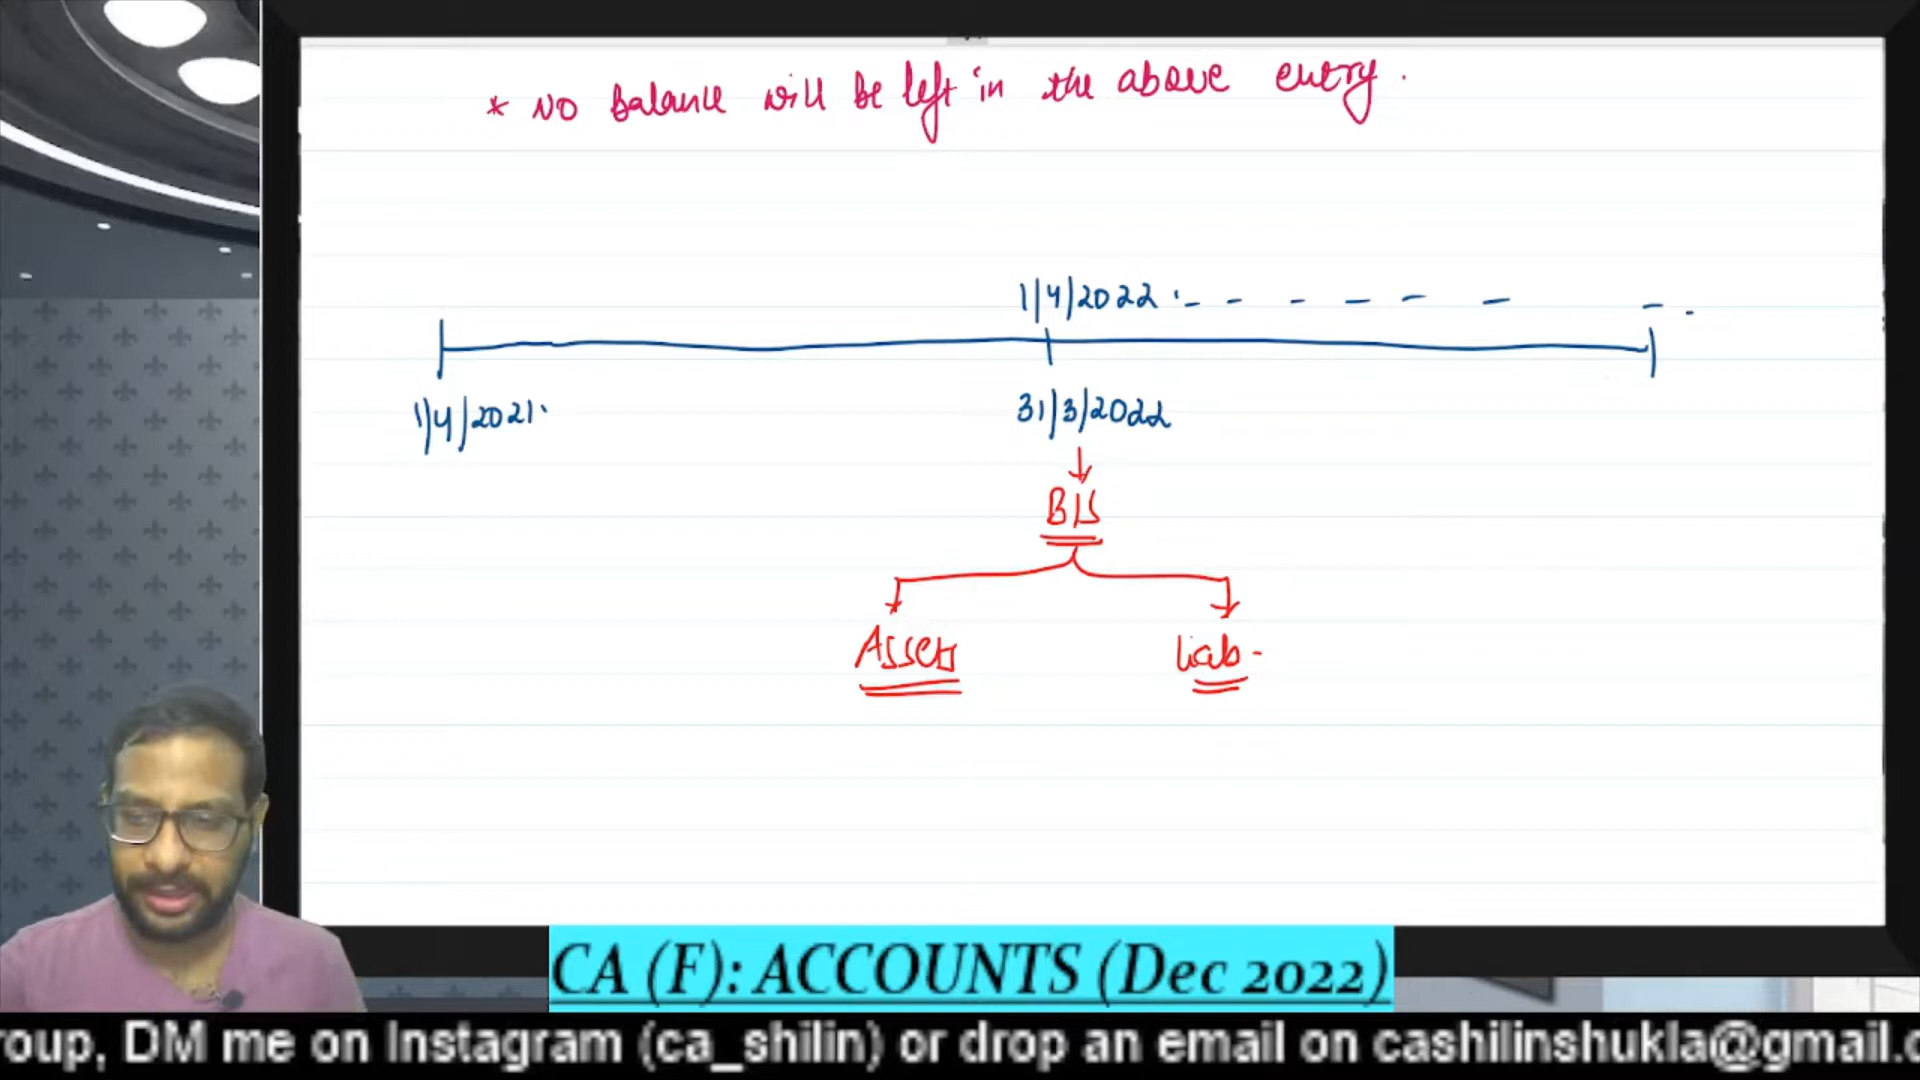 * No Balance will be left in the above entry.
1/4/2022
1/4/2021
31/3/2022
B/S
Assets
Liab.
CA (F): ACCOUNTS (Dec 2022)
roup, DM me on Instagram (ca_shilin) or drop an email on cashilinshukla@gmail.c